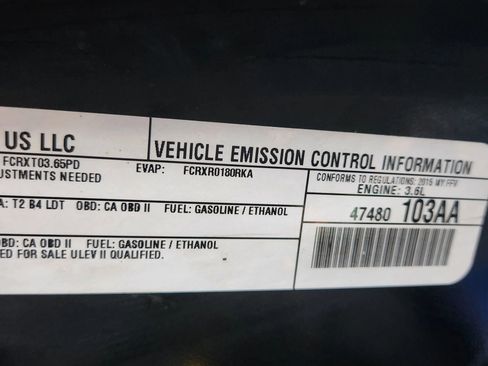 US LLC
VEHICLE EMISSION CONTROL INFORMATION
FCRXT03.65PD
EVAP: FCRXR0180RKA
CONFORMS TO REGULATIONS: 2015 MY FFV
JUSTMENTS NEEDED
ENGINE: 3.6L
A: T2 B4 LDT OBD: CA OBD II FUEL: GASOLINE / ETHANOL
47480 103AA
OBD: CA OBD II FUEL: GASOLINE / ETHANOL
ED FOR SALE ULEV II QUALIFIED.